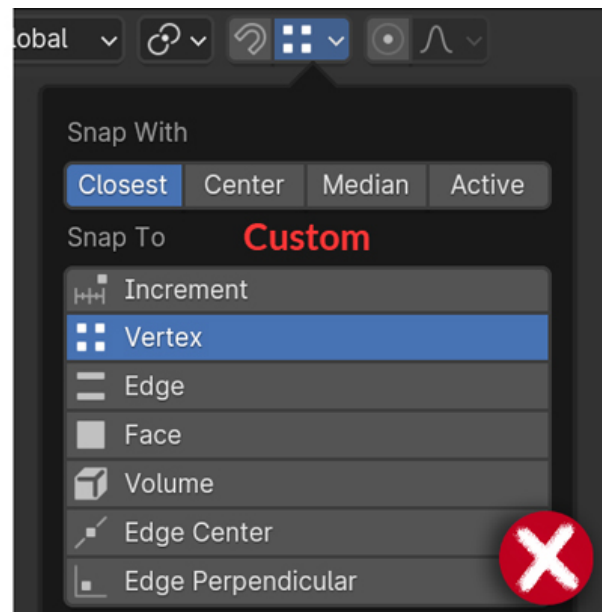 lobal
Snap With
Closest Center Median Active
Snap To Custom
Increment
Vertex
Edge
Face
Volume
Edge Center
Edge Perpendicular